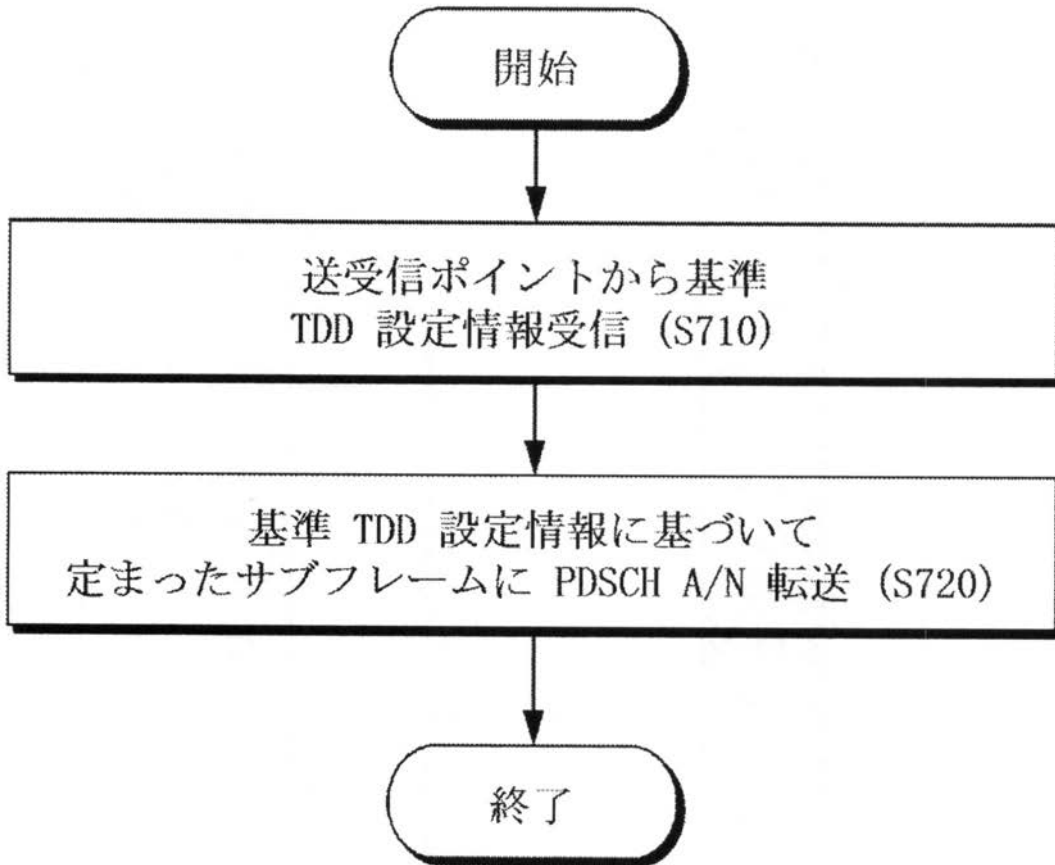 開始
送受信ポイントから基準
TDD 設定情報受信 (S710)
基準 TDD 設定情報に基づいて
定まったサブフレームに PDSCH A/N 転送 (S720)
終了